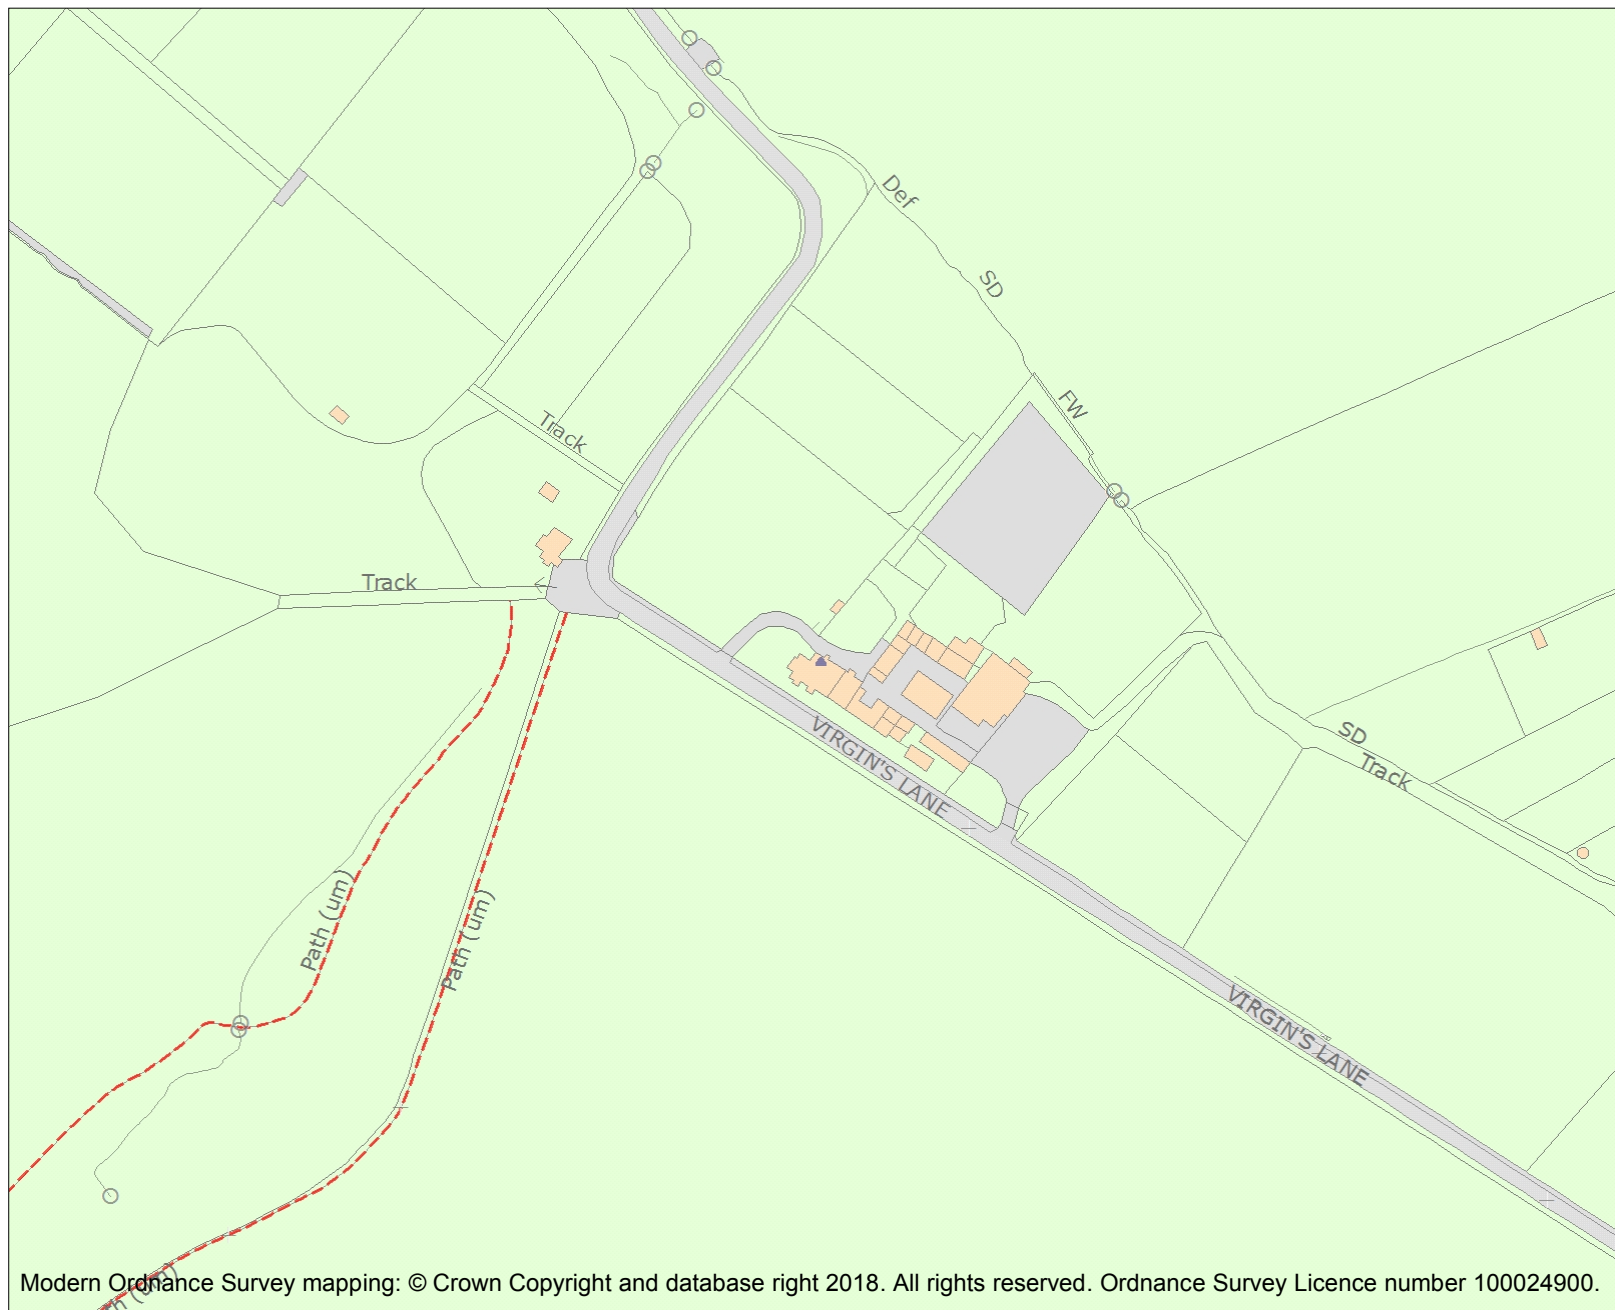 Def
SD
FW
Track
Track
SD
Track
VIRGIN'S LANE
Path (um)
Path (um)
VIRGIN'S LANE
Modern Ordnance Survey mapping: © Crown Copyright and database right 2018. All rights reserved. Ordnance Survey Licence number 100024900.